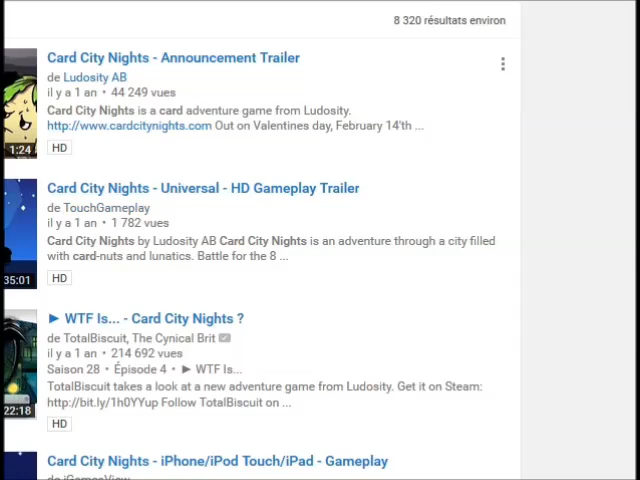 8 320 résultats environ
Card City Nights - Announcement Trailer
de Ludosity AB
il y a 1 an • 44 249 vues
Card City Nights is a card adventure game from Ludosity.
http://www.cardcitynights.com Out on Valentines day, February 14'th ...
1:24
HD
Card City Nights - Universal - HD Gameplay Trailer
de TouchGameplay
il y a 1 an • 1 782 vues
Card City Nights by Ludosity AB Card City Nights is an adventure through a city filled
with card-nuts and lunatics. Battle for the 8 ...
35:01
HD
► WTF Is... - Card City Nights ?
de TotalBiscuit, The Cynical Brit
il y a 1 an • 214 692 vues
Saison 28 • Épisode 4 • ► WTF Is...
TotalBiscuit takes a look at a new adventure game from Ludosity. Get it on Steam:
http://bit.ly/1h0YYup Follow TotalBiscuit on ...
22:18
HD
Card City Nights - iPhone/iPod Touch/iPad - Gameplay
de iGamesView